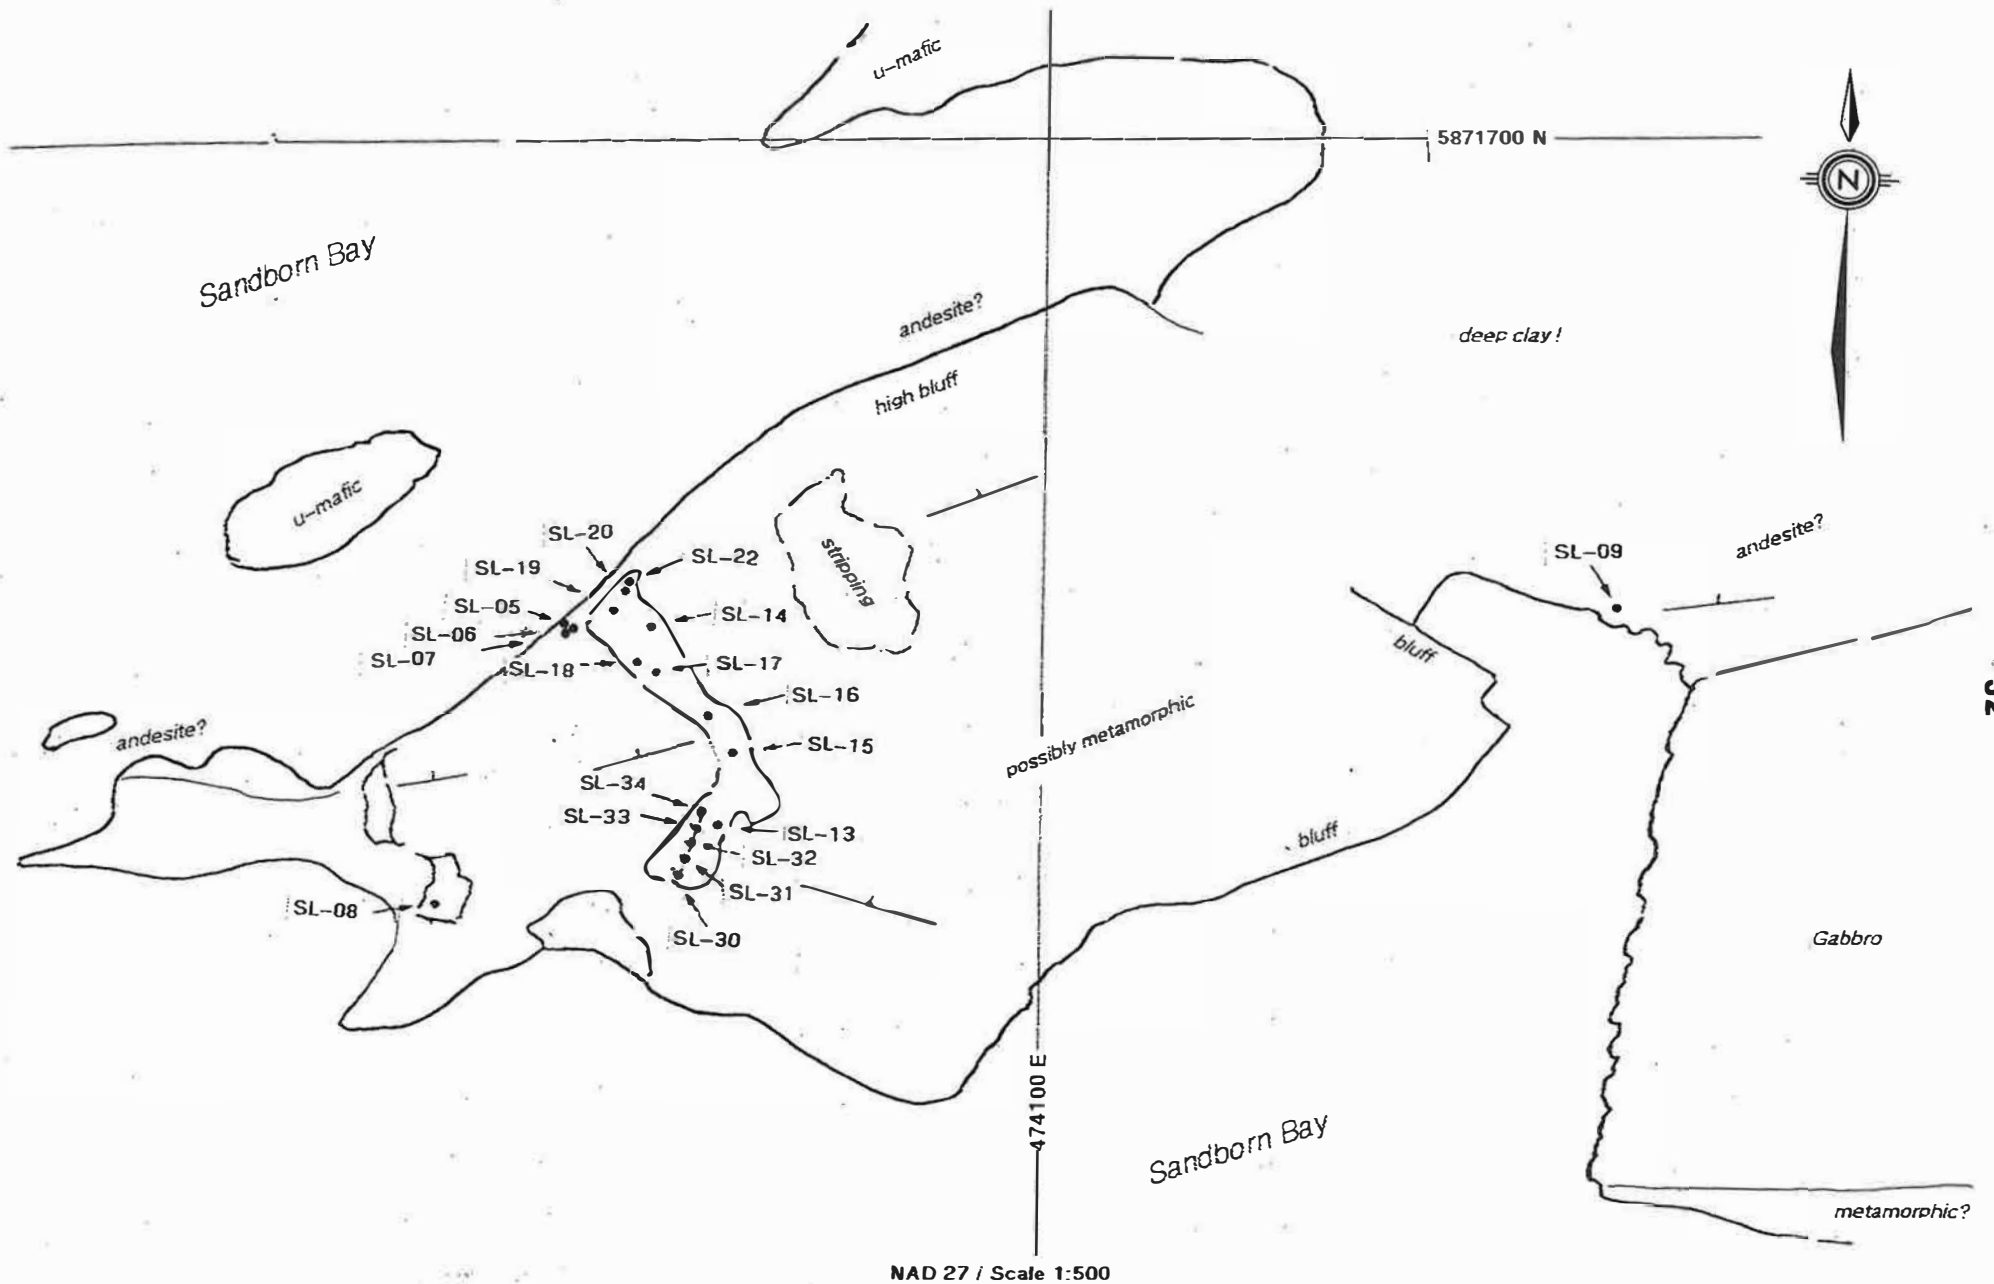 u-mafic
5871700 N
N
Sandborn Bay
andesite?
deep clay!
high bluff
u-mafic
stripping
SL-20
SL-22
SL-19
SL-09
andesite?
SL-05
SL-14
SL-06
SL-07
SL-18
SL-17
bluff
SL-16
andesite?
possibly metamorphic
SL-15
SL-34
SL-33
SL-13
bluff
SL-32
SL-31
SL-08
SL-30
Gabbro
474100 E
Sandborn Bay
metamorphic?
NAD 27 / Scale 1:500